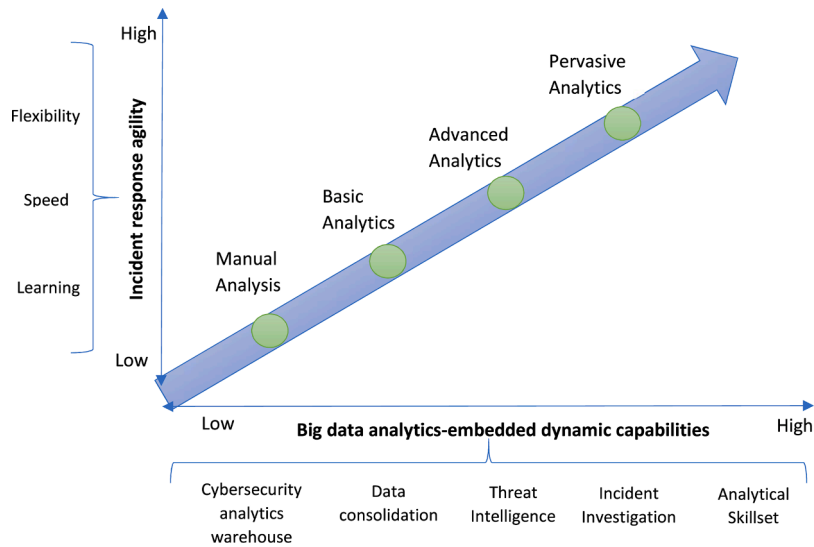 High
Flexibility
Speed
Learning
Incident response agility
Low
Pervasive
Analytics
Advanced
Analytics
Basic
Analytics
Manual
Analysis
Low
Big data analytics-embedded dynamic capabilities
High
Cybersecurity
analytics
warehouse
Data
consolidation
Threat
Intelligence
Incident
Investigation
Analytical
Skillset